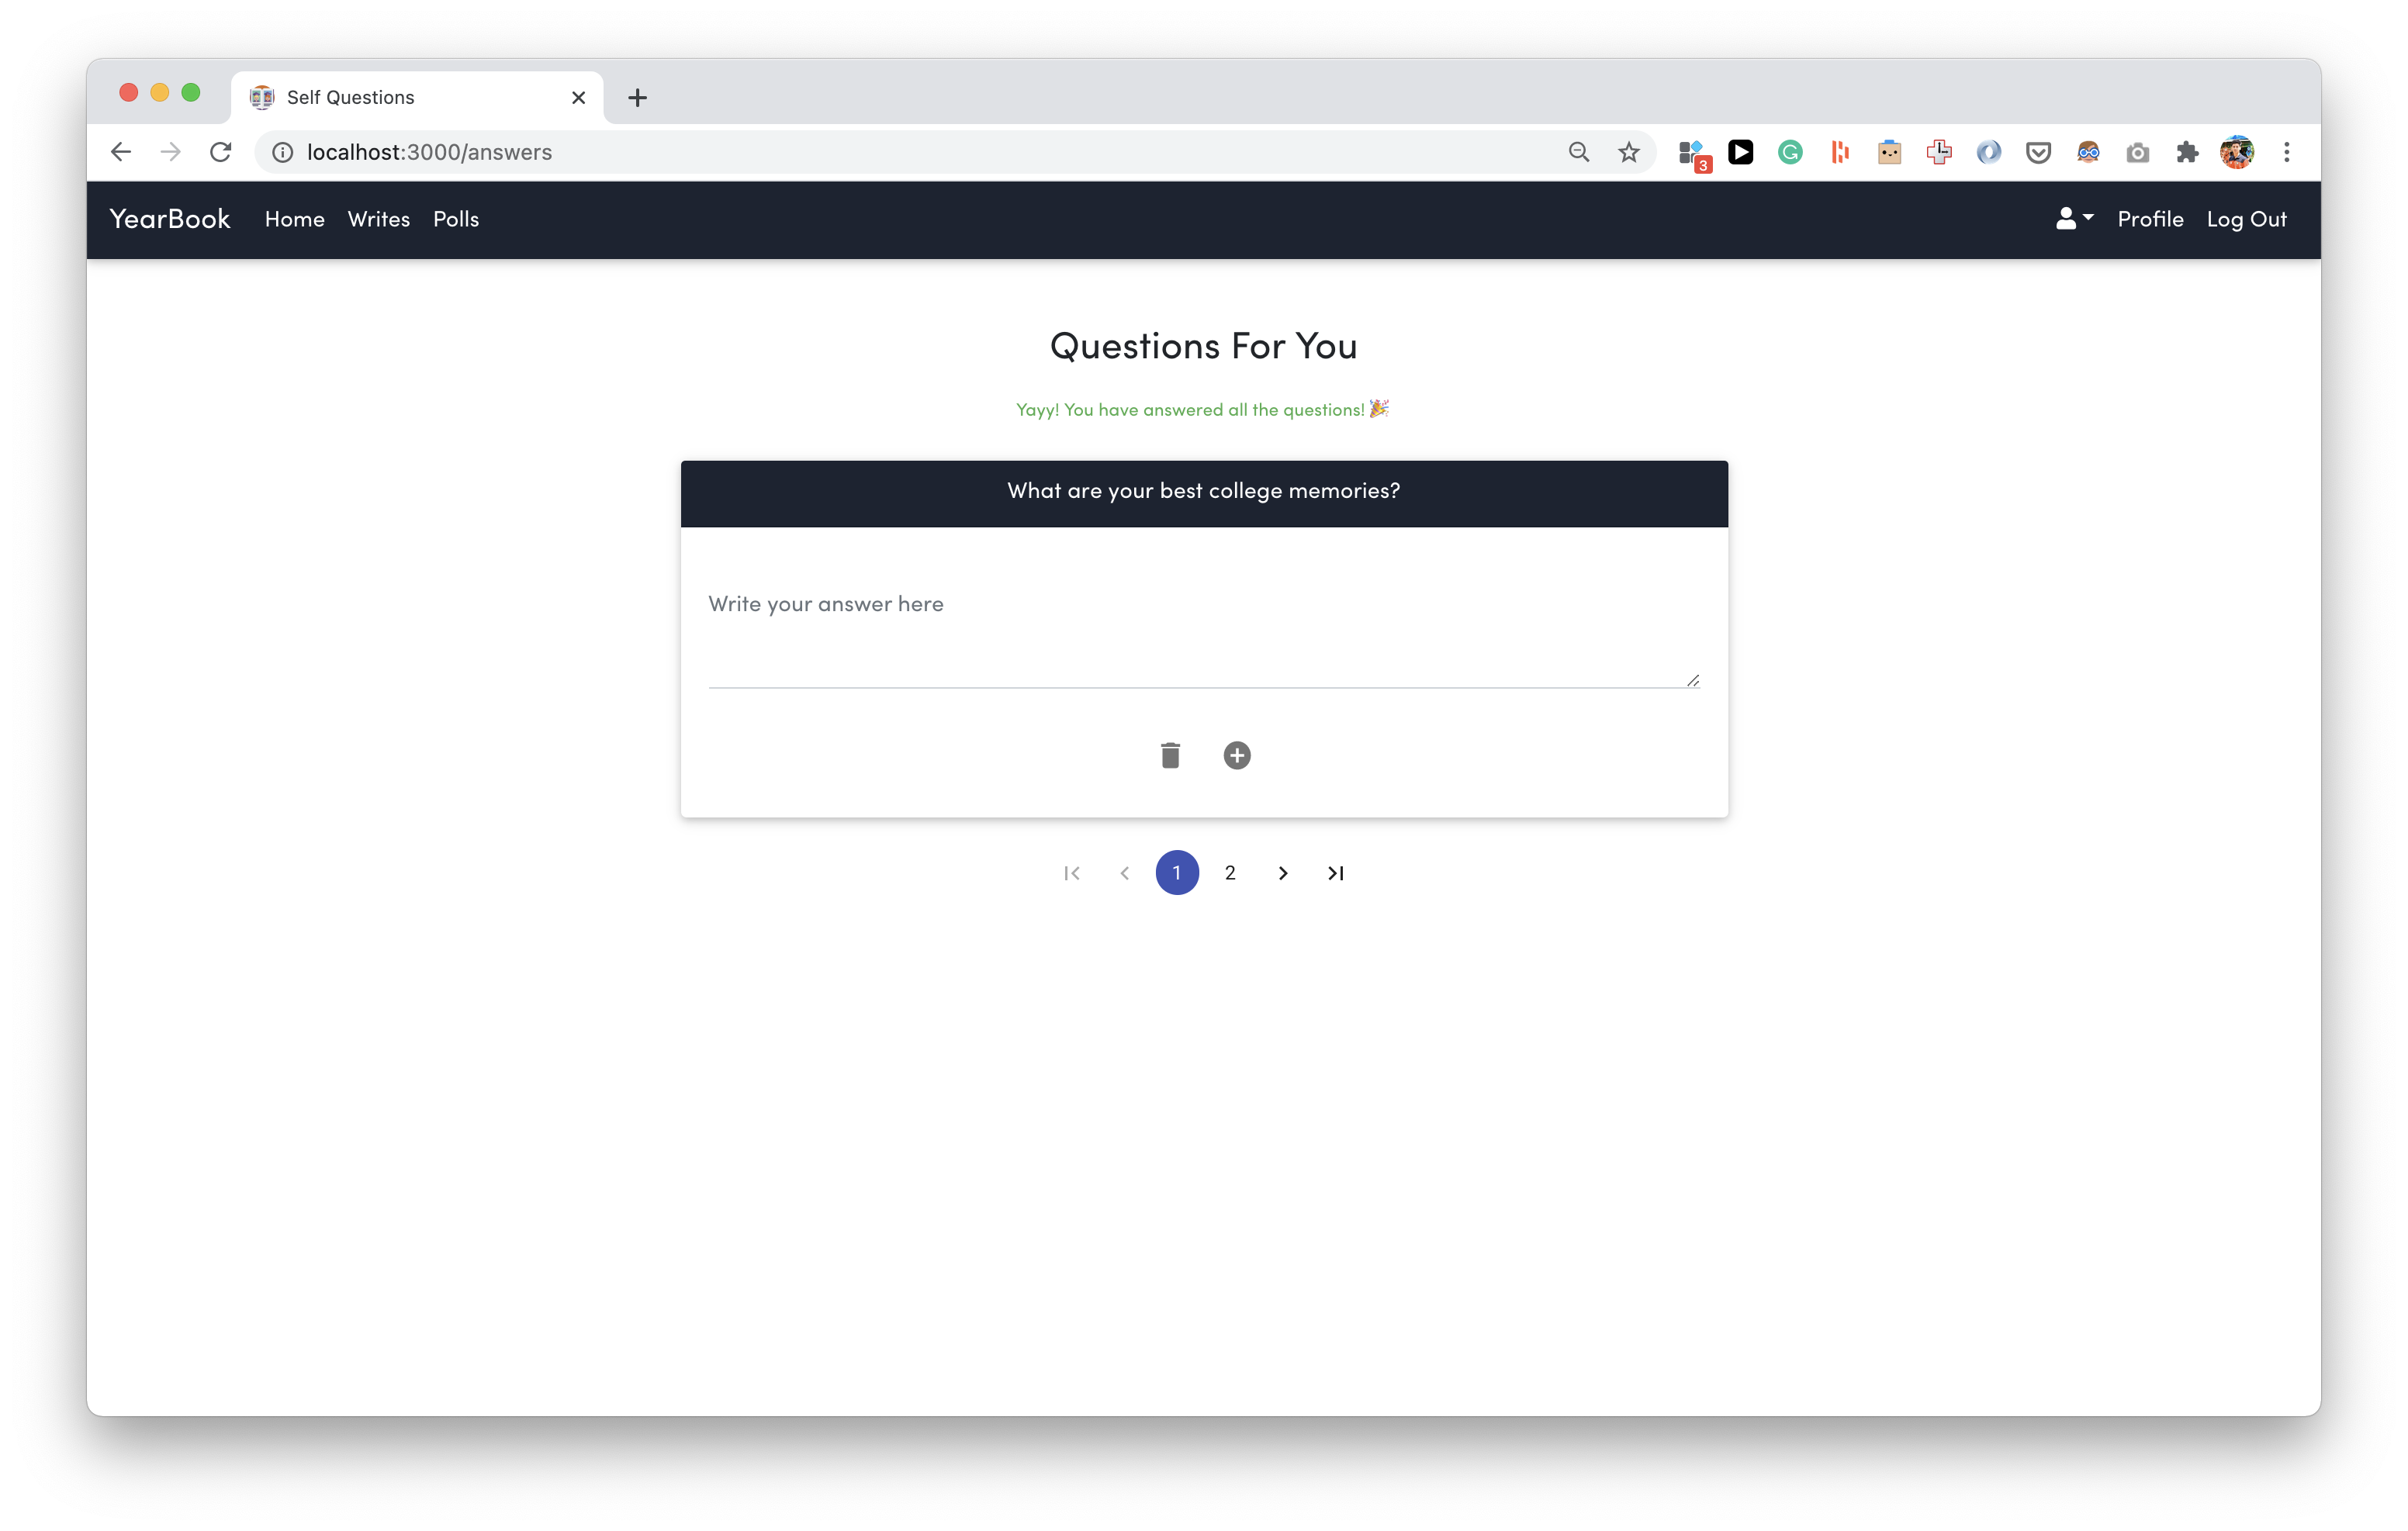 Self Questions
localhost:3000/answers
3
YearBook Home Writes Polls Profile Log Out
Questions For You
Yayy! You have answered all the questions! 🎉
What are your best college memories?
Write your answer here
1 2